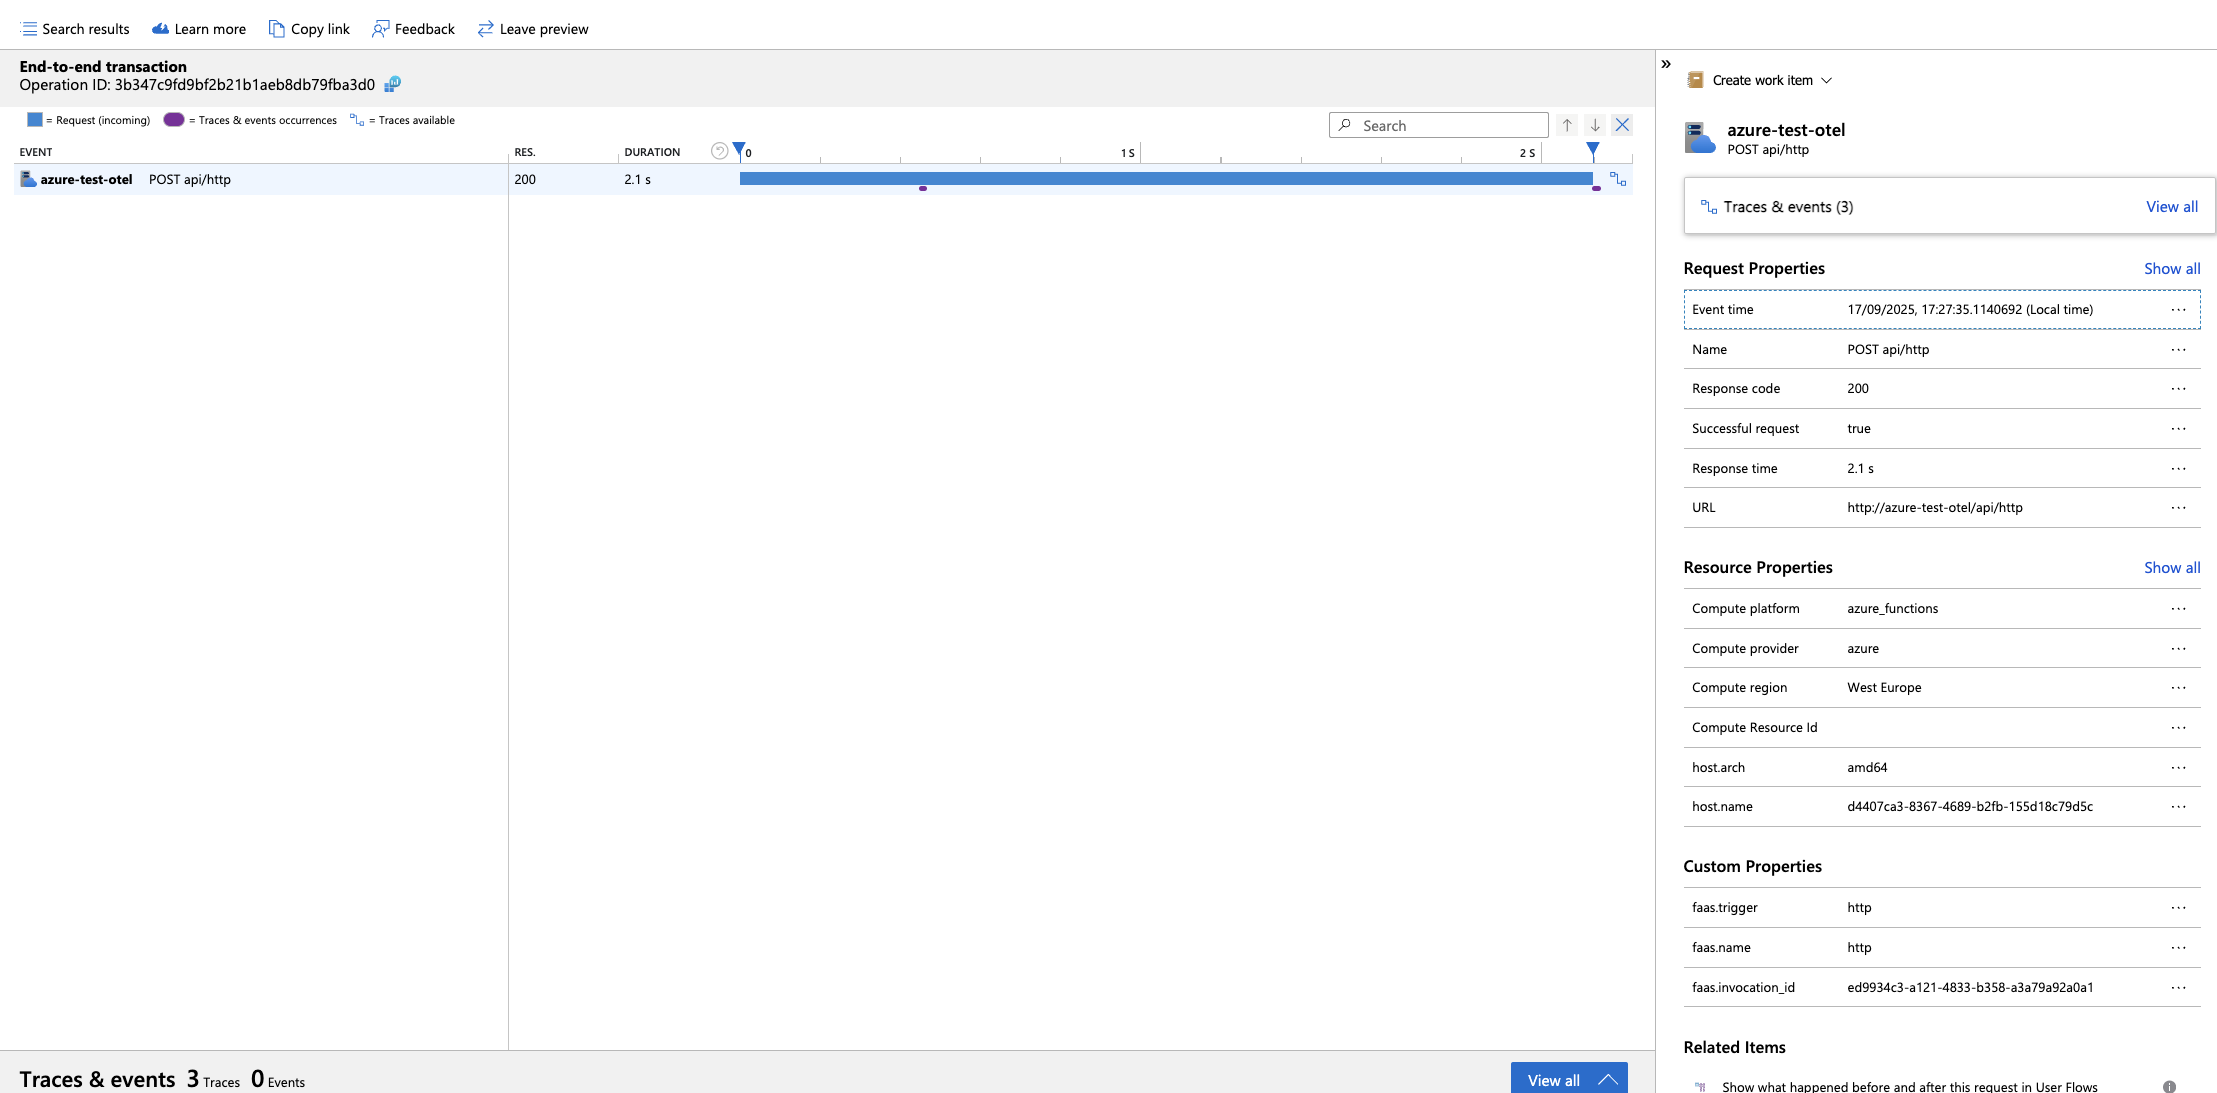 Search results Learn more Copy link Feedback Leave preview
End-to-end transaction
Operation ID: 3b347c9fd9bf2b21b1aeb8db79fba3d0
= Request (incoming) = Traces & events occurrences = Traces available
Search
EVENT RES. DURATION 0 1 S 2 S
azure-test-otel POST api/http 200 2.1 s
Traces & events 3 Traces 0 Events
View all
»
Create work item
azure-test-otel
POST api/http
Traces & events (3) View all
Request Properties Show all
Event time 17/09/2025, 17:27:35.1140692 (Local time) ...
Name POST api/http ...
Response code 200 ...
Successful request true ...
Response time 2.1 s ...
URL http://azure-test-otel/api/http ...
Resource Properties Show all
Compute platform azure_functions ...
Compute provider azure ...
Compute region West Europe ...
Compute Resource Id ...
host.arch amd64 ...
host.name d4407ca3-8367-4689-b2fb-155d18c79d5c ...
Custom Properties
faas.trigger http ...
faas.name http ...
faas.invocation_id ed9934c3-a121-4833-b358-a3a79a92a0a1 ...
Related Items
Show what happened before and after this request in User Flows